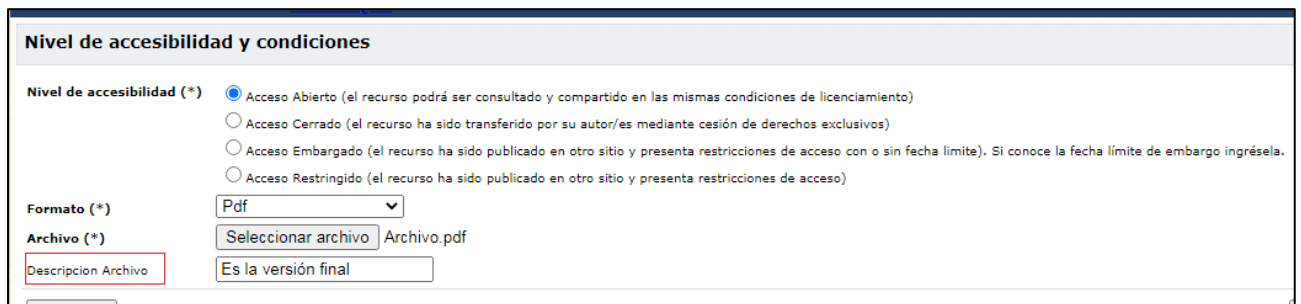 Nivel de accesibilidad y condiciones
Nivel de accesibilidad (*)
Acceso Abierto (el recurso podrá ser consultado y compartido en las mismas condiciones de licenciamiento)
Acceso Cerrado (el recurso ha sido transferido por su autor/es mediante cesión de derechos exclusivos)
Acceso Embargado (el recurso ha sido publicado en otro sitio y presenta restricciones de acceso con o sin fecha limite). Si conoce la fecha límite de embargo ingrésela.
Acceso Restringido (el recurso ha sido publicado en otro sitio y presenta restricciones de acceso)
Formato (*) Pdf
Archivo (*) Seleccionar archivo Archivo.pdf
Descripcion Archivo Es la versión final